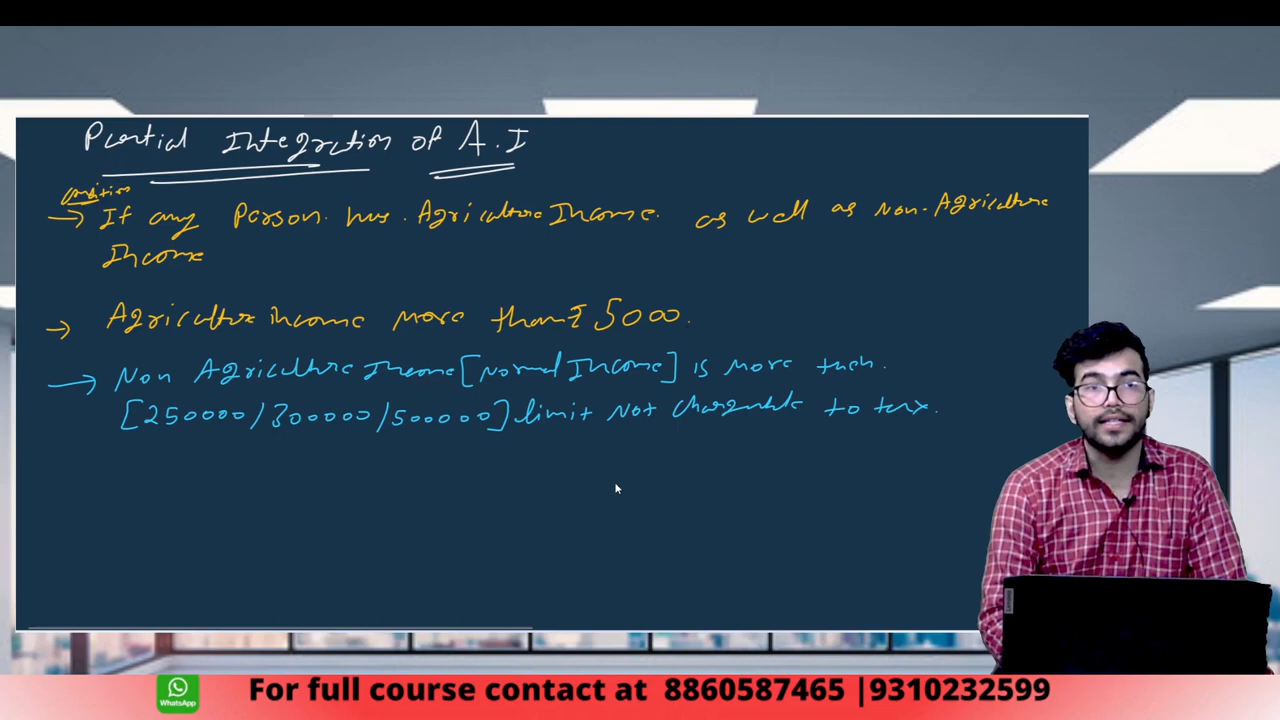 Partial Integration of A.I
Condition
→ If any Person has Agriculture Income. as well as Non-Agriculture
Income
→ Agriculture income more than ₹ 5000.
→ Non Agriculture Income [Normal Income] is more than.
[250000/300000/500000] limit Not chargeable to tax.
Lenovo
WhatsApp
For full course contact at 8860587465 |9310232599